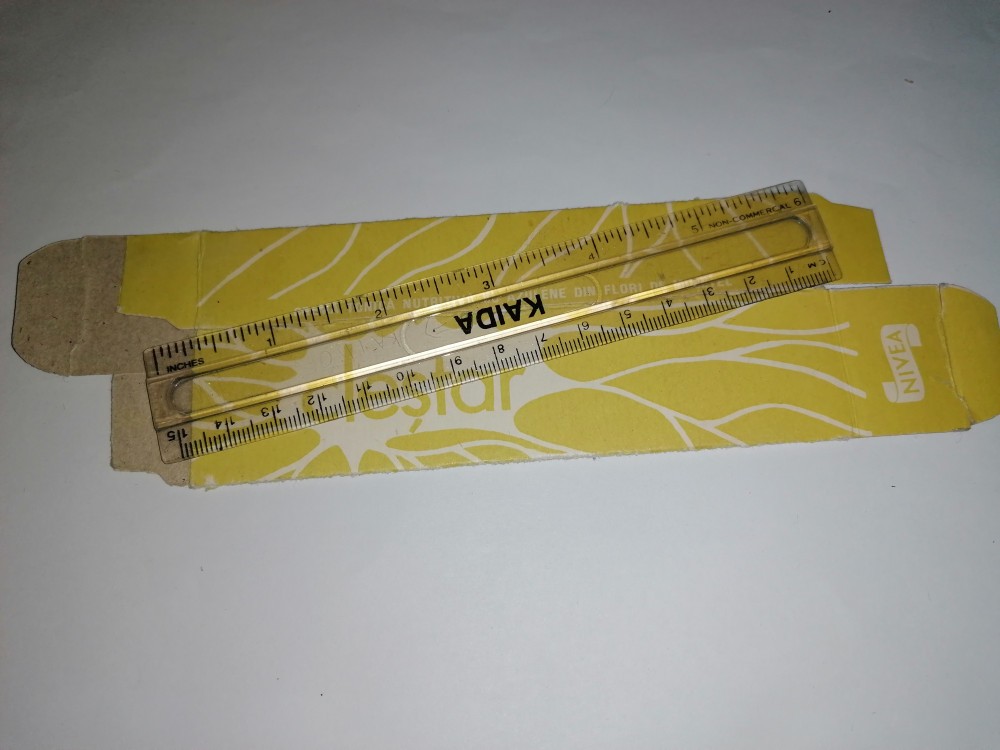 1 2 3 4 5 6
INCHES
NON-COMMERCIAL
DIN FLORI DE
KAIDA
CM
1 2 3 4 5 6 7 8 9 10 11 12 13 14 15
leștar
NIVEA